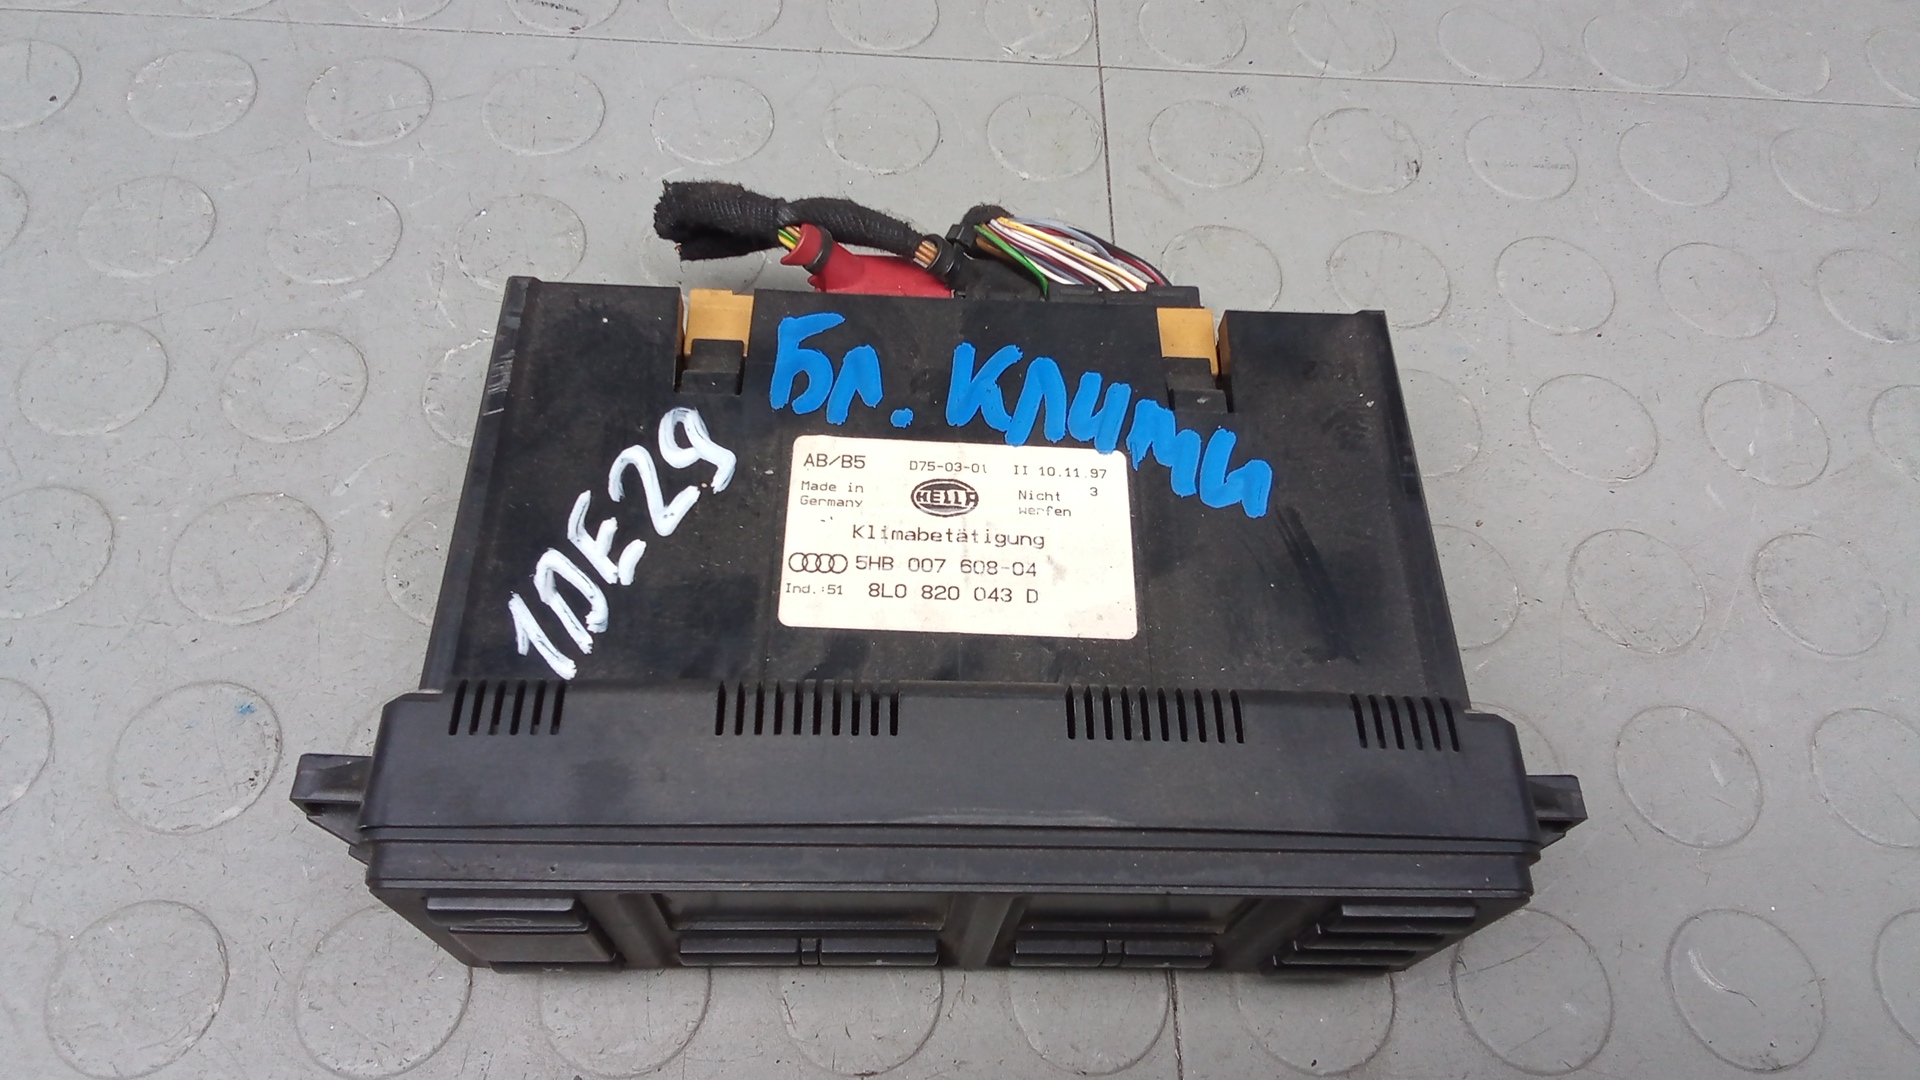 Бл. Клими
1DE29
AB/B5 D75-03-01 II 10.11.97
Made in Germany HELLA Nicht werfen 3
Klimabetätigung
5HB 007 608-04
Ind.:51 8L0 820 043 D